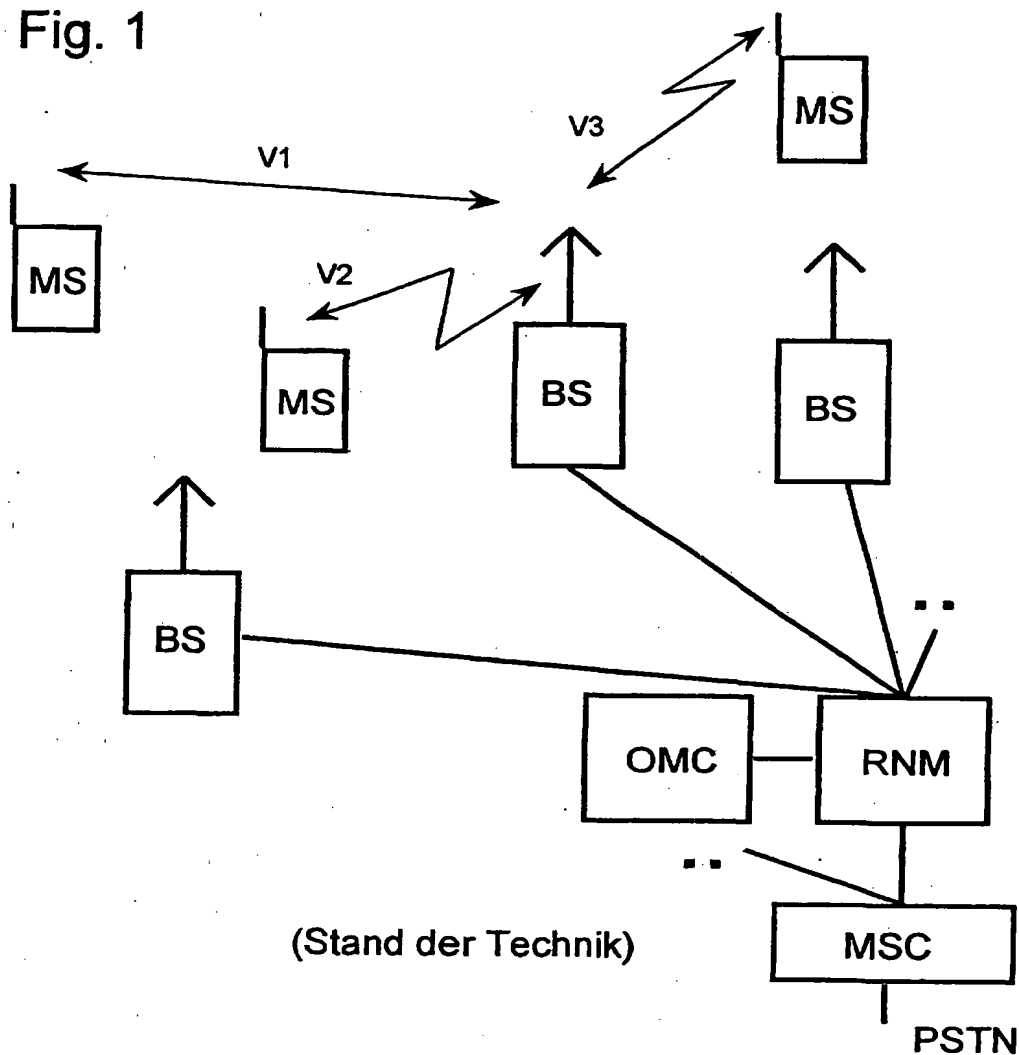 Fig. 1
MS
V3
V1
MS
V2
MS
BS
BS
BS
OMC
RNM
(Stand der Technik)
MSC
PSTN